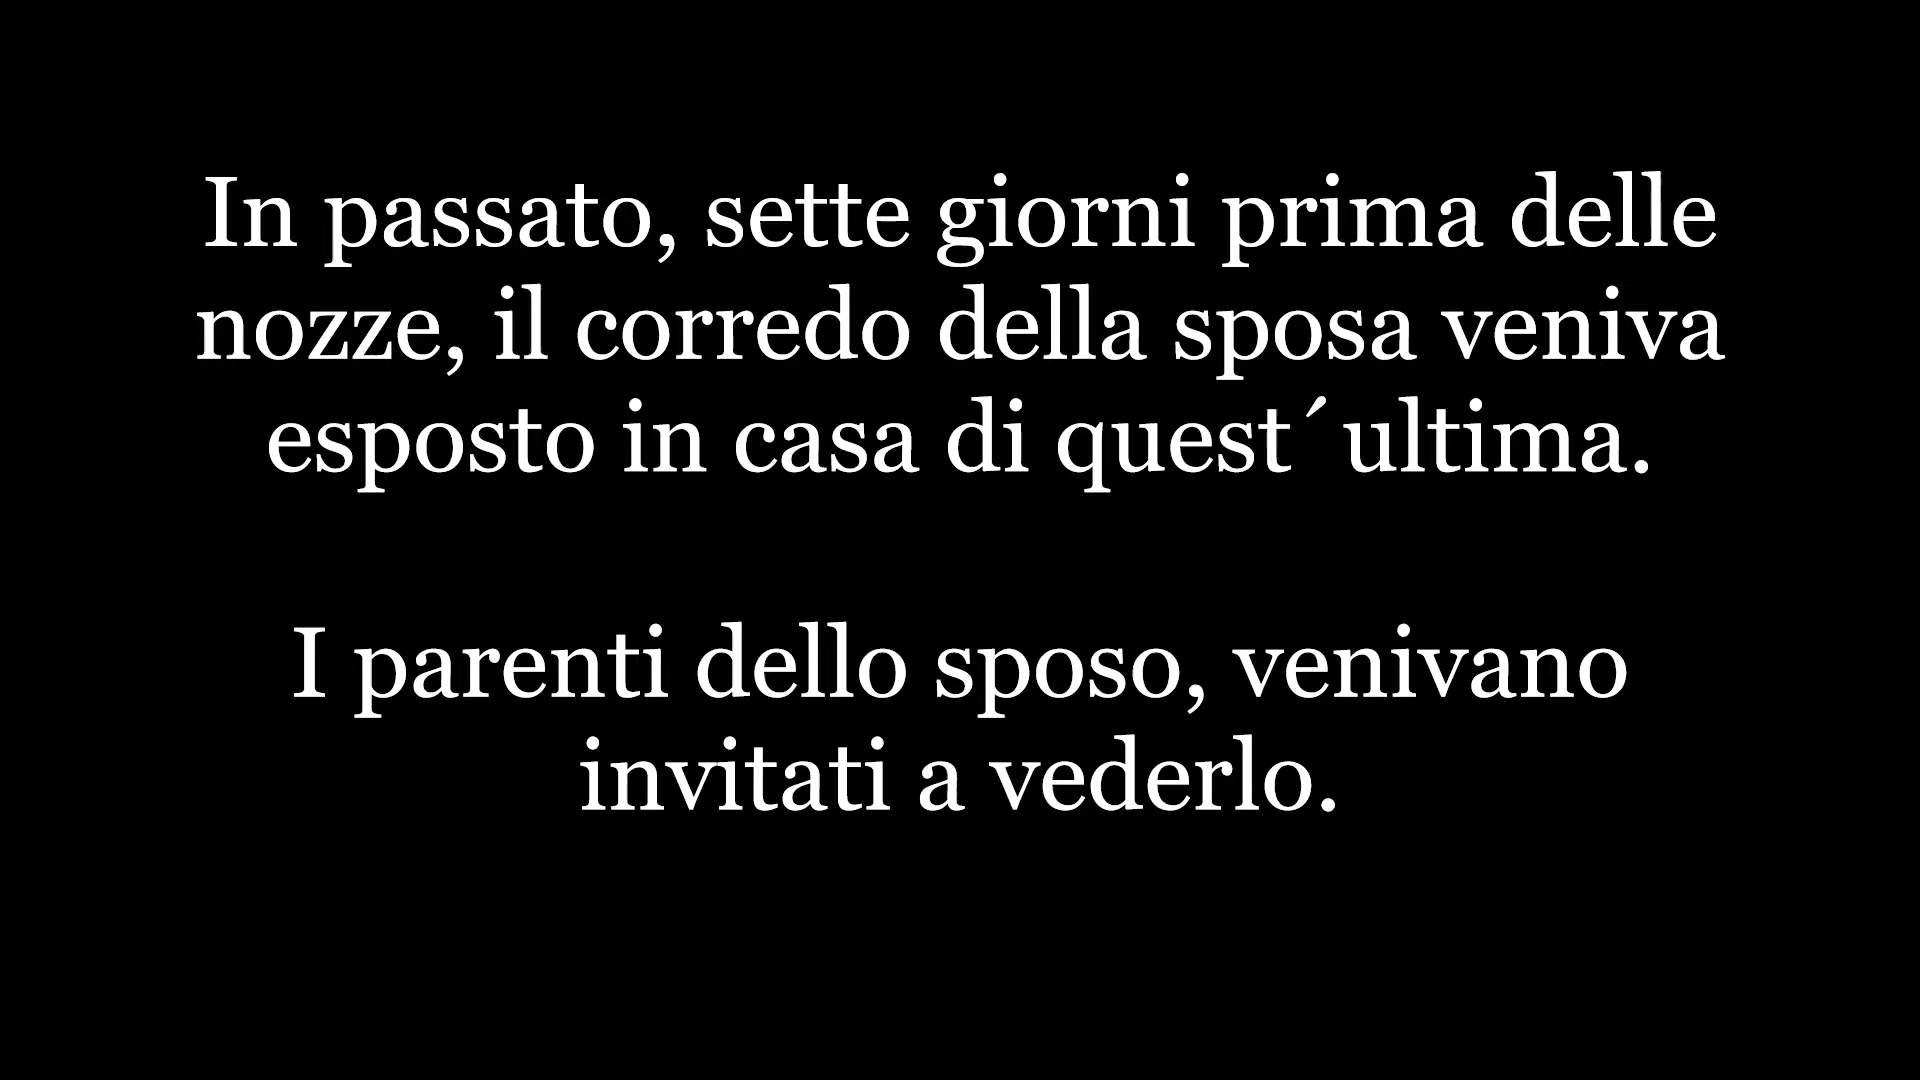 In passato, sette giorni prima delle
nozze, il corredo della sposa veniva
esposto in casa di quest´ultima.
I parenti dello sposo, venivano
invitati a vederlo.